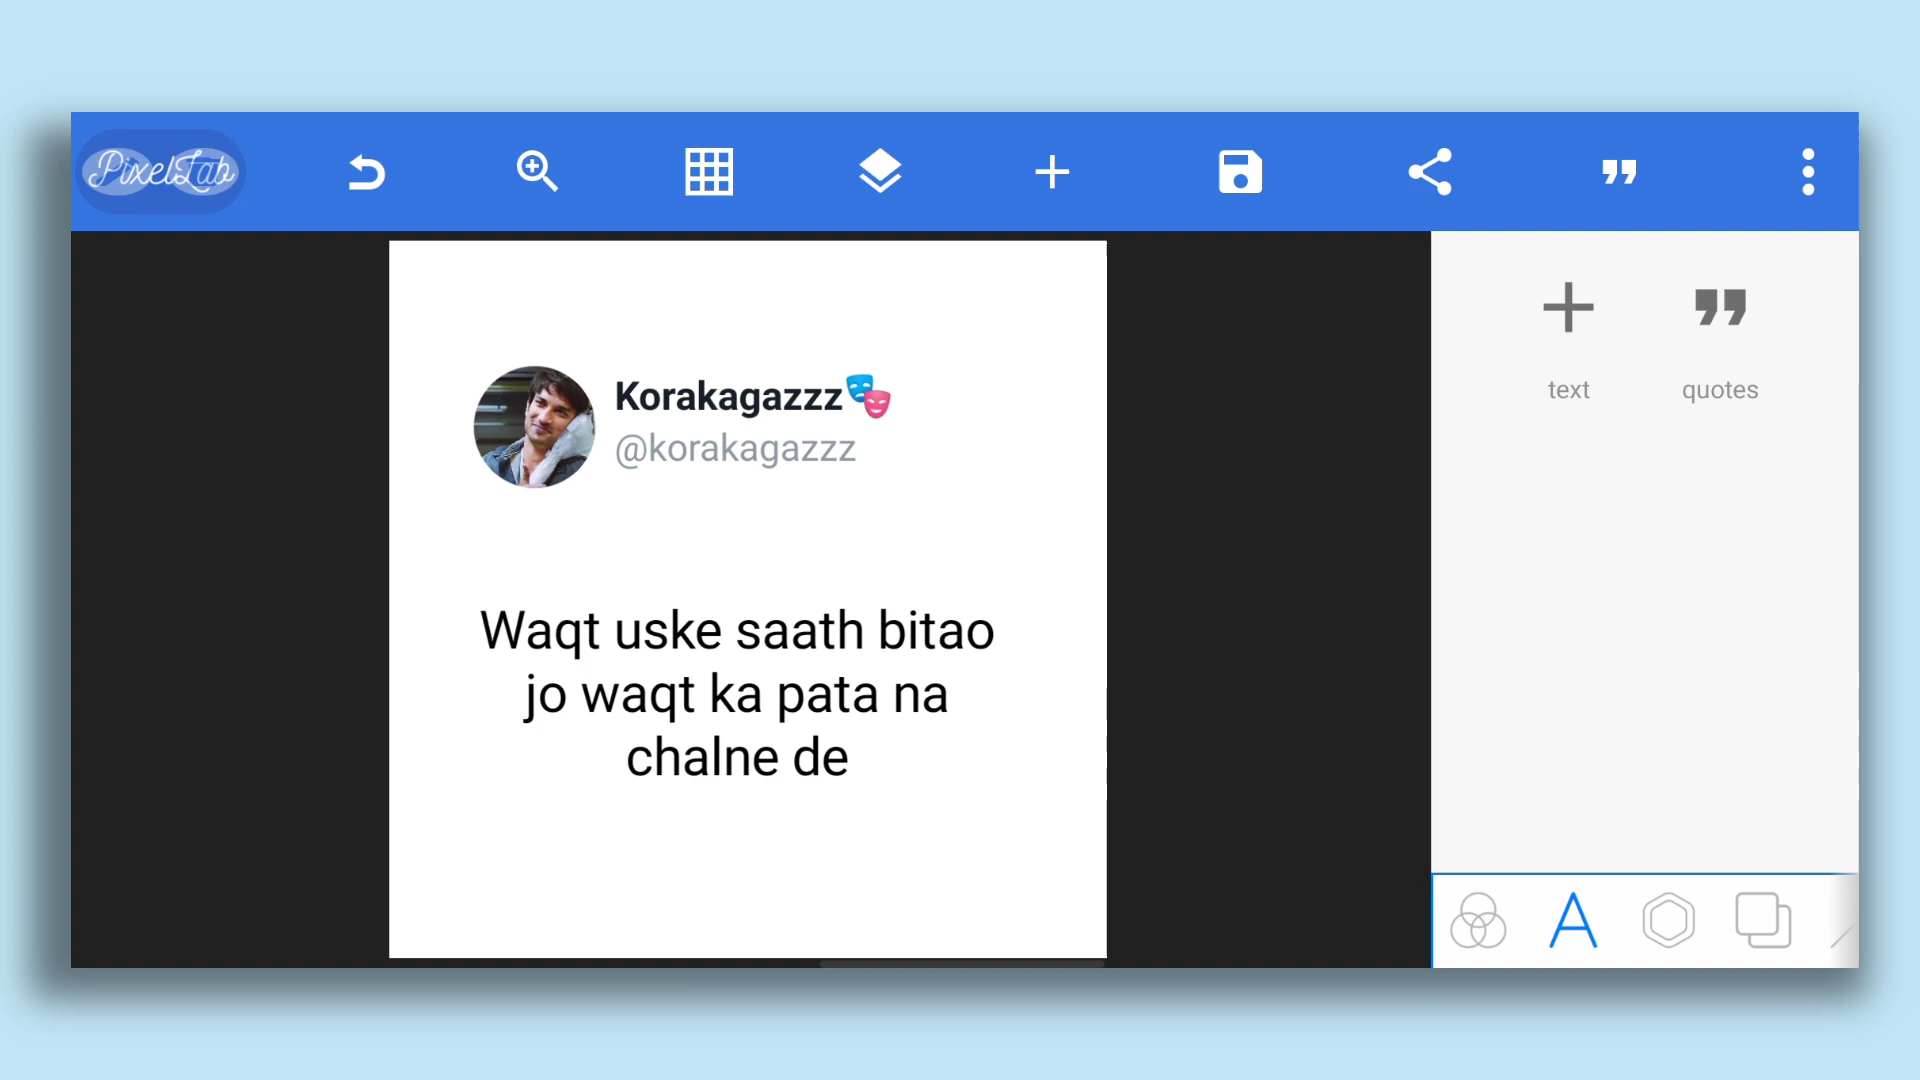 PixelLab
text
quotes
Korakagazzz🎭
@korakagazzz
Waqt uske saath bitao
jo waqt ka pata na
chalne de